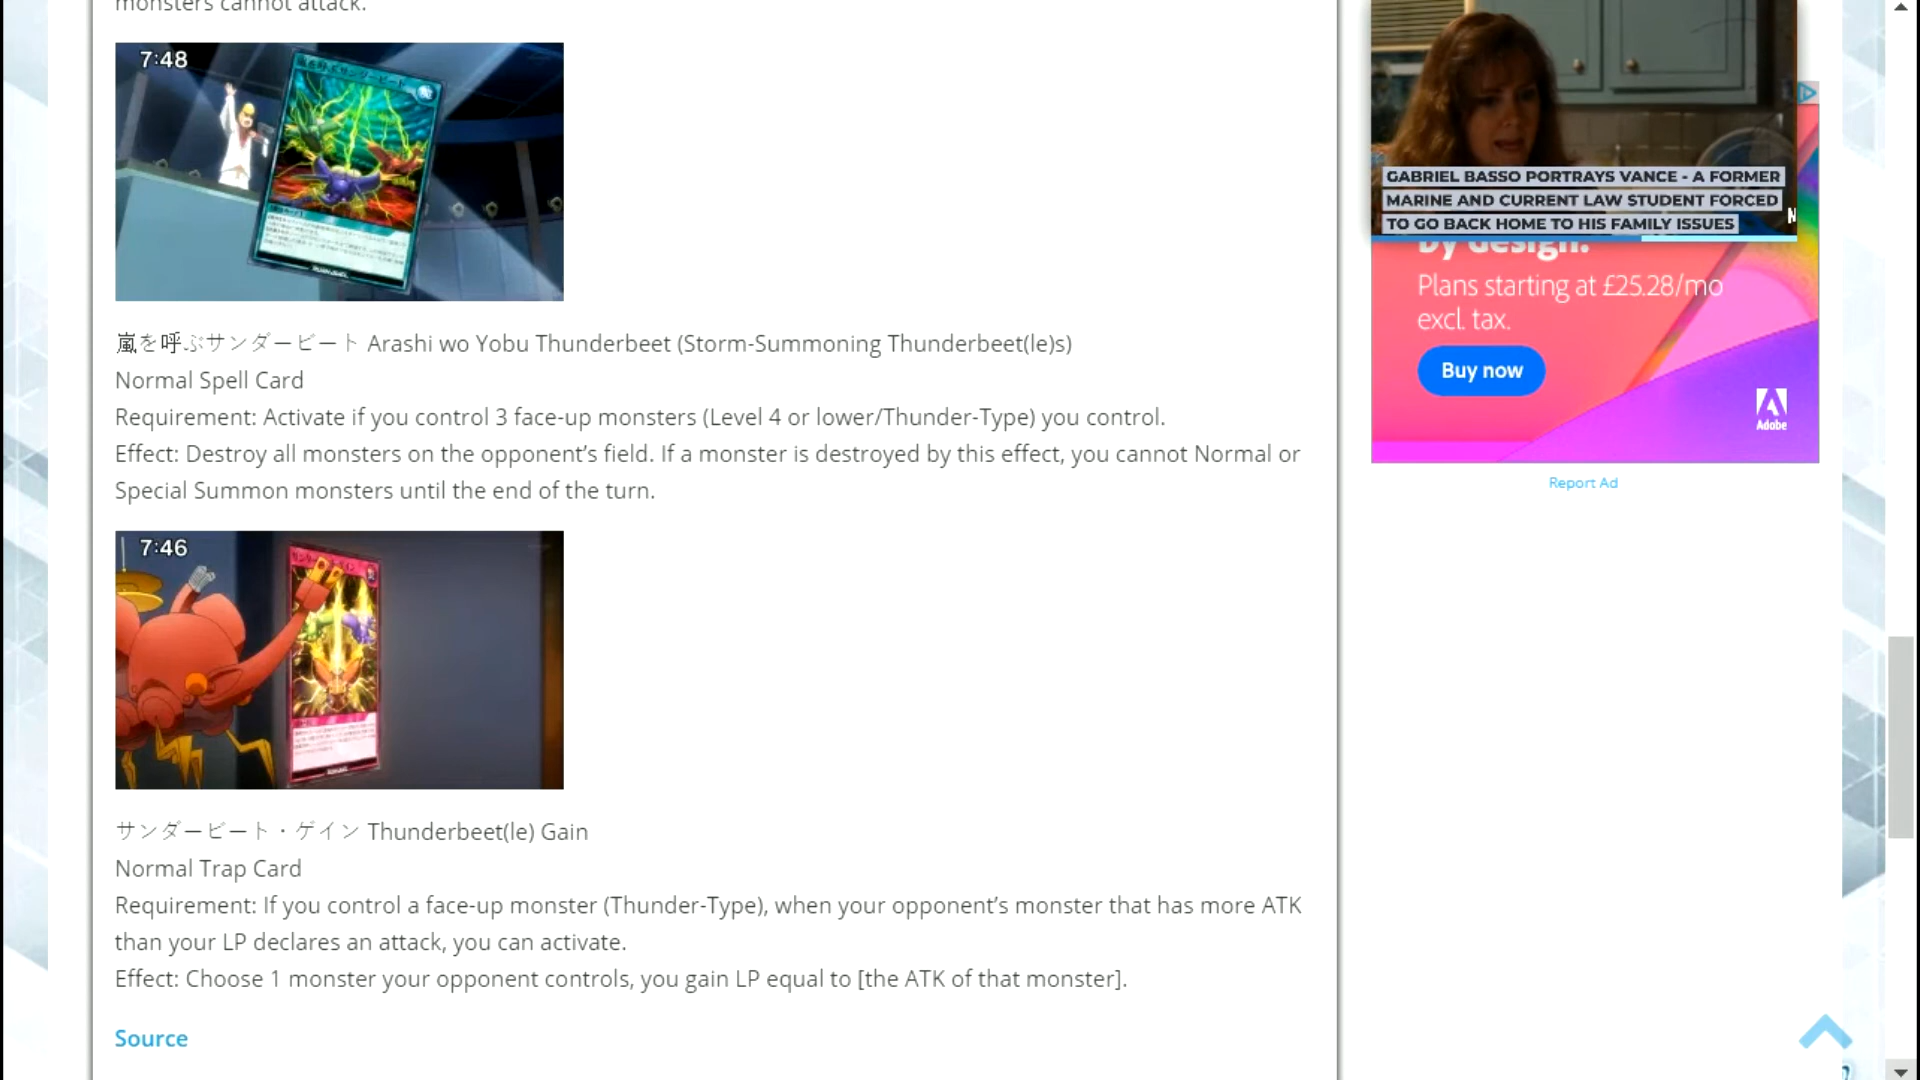 monsters cannot attack.
7:48
嵐を呼ぶサンダービート Arashi wo Yobu Thunderbeet (Storm-Summoning Thunderbeet(le)s)
Normal Spell Card
Requirement: Activate if you control 3 face-up monsters (Level 4 or lower/Thunder-Type) you control.
Effect: Destroy all monsters on the opponent’s field. If a monster is destroyed by this effect, you cannot Normal or
Special Summon monsters until the end of the turn.
7:46
サンダービート・ゲイン Thunderbeet(le) Gain
Normal Trap Card
Requirement: If you control a face-up monster (Thunder-Type), when your opponent’s monster that has more ATK
than your LP declares an attack, you can activate.
Effect: Choose 1 monster your opponent controls, you gain LP equal to [the ATK of that monster].
Source
GABRIEL BASSO PORTRAYS VANCE - A FORMER
MARINE AND CURRENT LAW STUDENT FORCED
TO GO BACK HOME TO HIS FAMILY ISSUES
N
by design.
Plans starting at £25.28/mo
excl. tax.
Buy now
Adobe
Report Ad